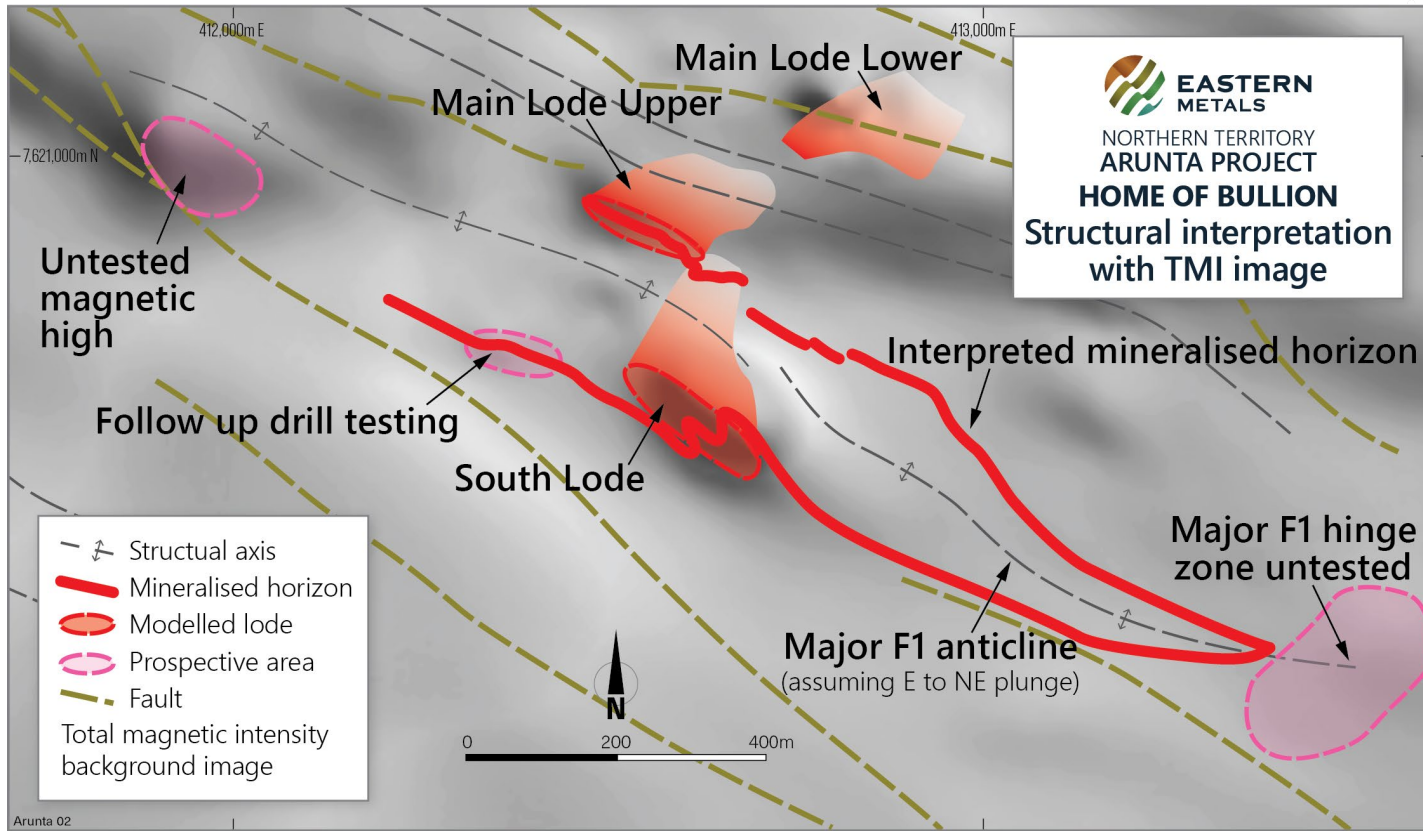 412,000m E
413,000m E
7,621,000m N
Main Lode Lower
Main Lode Upper
EASTERN
METALS
NORTHERN TERRITORY
ARUNTA PROJECT
HOME OF BULLION
Structural interpretation
with TMI image
Untested
magnetic
high
Interpreted mineralised horizon
Follow up drill testing
South Lode
Major F1 hinge
zone untested
Major F1 anticline
(assuming E to NE plunge)
Structual axis
Mineralised horizon
Modelled lode
Prospective area
Fault
Total magnetic intensity
background image
N
0 200 400m
Arunta 02